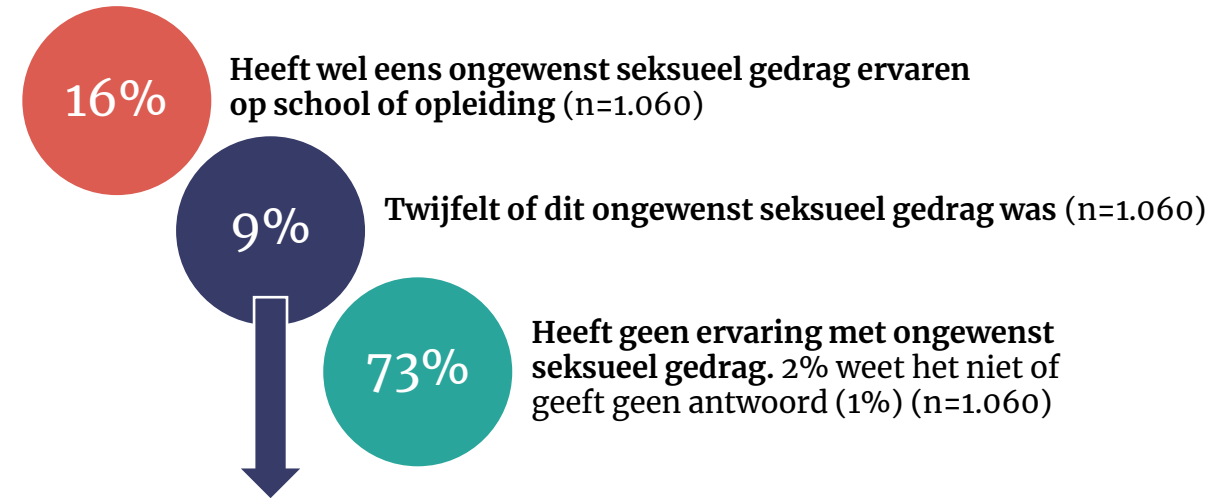 16%
Heeft wel eens ongewenst seksueel gedrag ervaren
op school of opleiding (n=1.060)
9%
Twijfelt of dit ongewenst seksueel gedrag was (n=1.060)
73%
Heeft geen ervaring met ongewenst
seksueel gedrag. 2% weet het niet of
geeft geen antwoord (1%) (n=1.060)